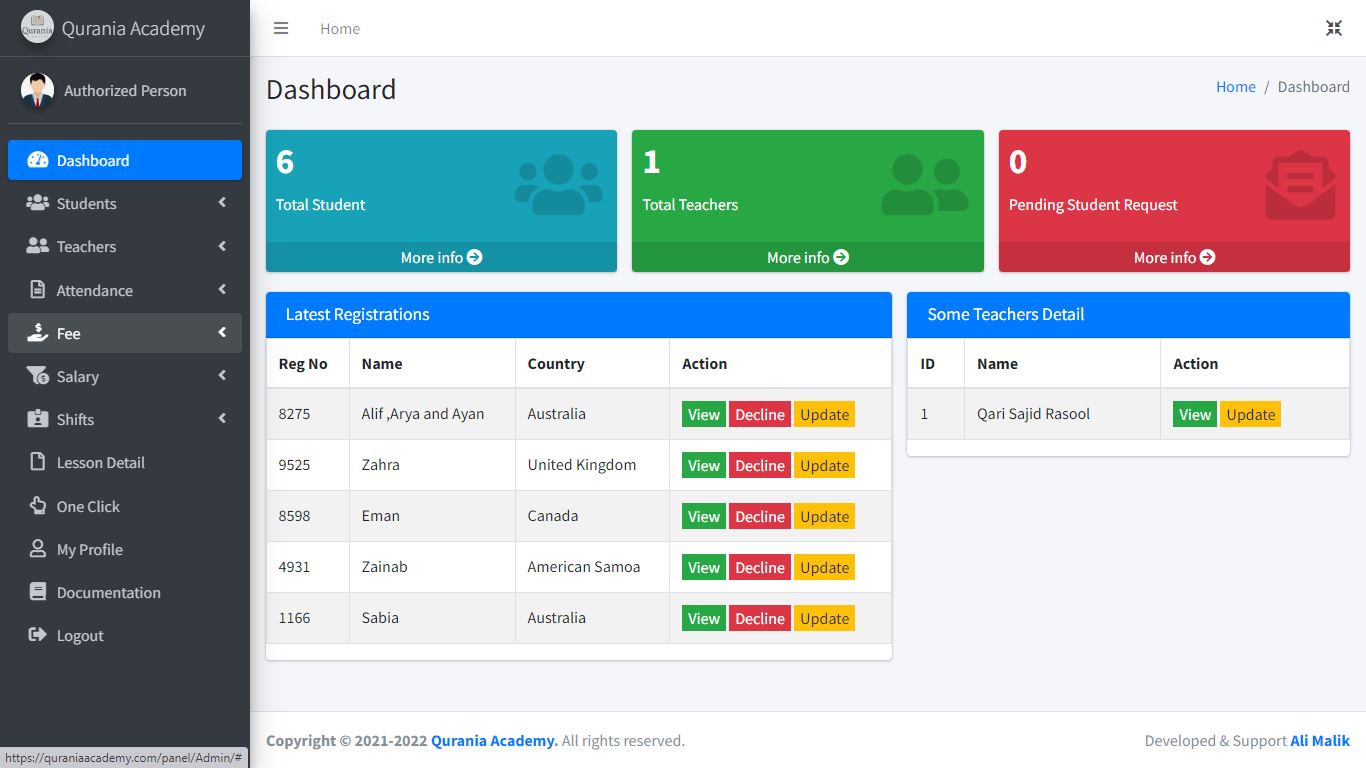 Qurania Academy
Home
Authorized Person
Dashboard
Home / Dashboard
Dashboard
Students
Teachers
Attendance
Fee
Salary
Shifts
Lesson Detail
One Click
My Profile
Documentation
Logout
6
Total Student
More info
1
Total Teachers
More info
0
Pending Student Request
More info
Latest Registrations
Reg No Name Country Action
8275 Alif ,Arya and Ayan Australia View Decline Update
9525 Zahra United Kingdom View Decline Update
8598 Eman Canada View Decline Update
4931 Zainab American Samoa View Decline Update
1166 Sabia Australia View Decline Update
Some Teachers Detail
ID Name Action
1 Qari Sajid Rasool View Update
Copyright © 2021-2022 Qurania Academy. All rights reserved.
Developed & Support Ali Malik
https://quraniaacademy.com/panel/Admin/#